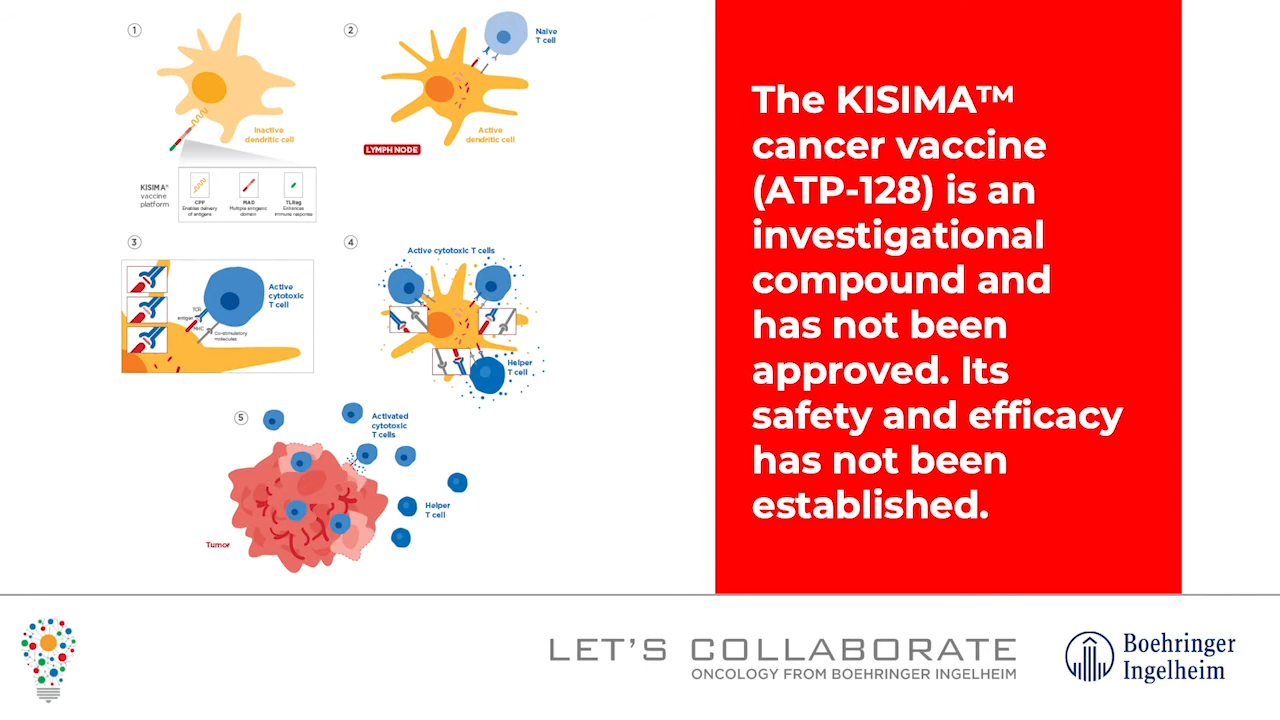 1
Inactive
dendritic cell
KISIMA®
vaccine
platform
CPP
Enables delivery
of antigens
MAD
Multiple antigenic
domain
TLRag
Enhances
immune response
2
Naive
T cell
Active
dendritic cell
LYMPH NODE
3
Active
cytotoxic
T cell
TCR
antigen
MHC
Co-stimulatory
molecules
4
Active cytotoxic T cells
Helper
T cell
5
Activated
cytotoxic
T cells
Helper
T cell
Tumor
The KISIMA™
cancer vaccine
(ATP-128) is an
investigational
compound and
has not been
approved. Its
safety and efficacy
has not been
established.
LET'S COLLABORATE
ONCOLOGY FROM BOEHRINGER INGELHEIM
Boehringer
Ingelheim